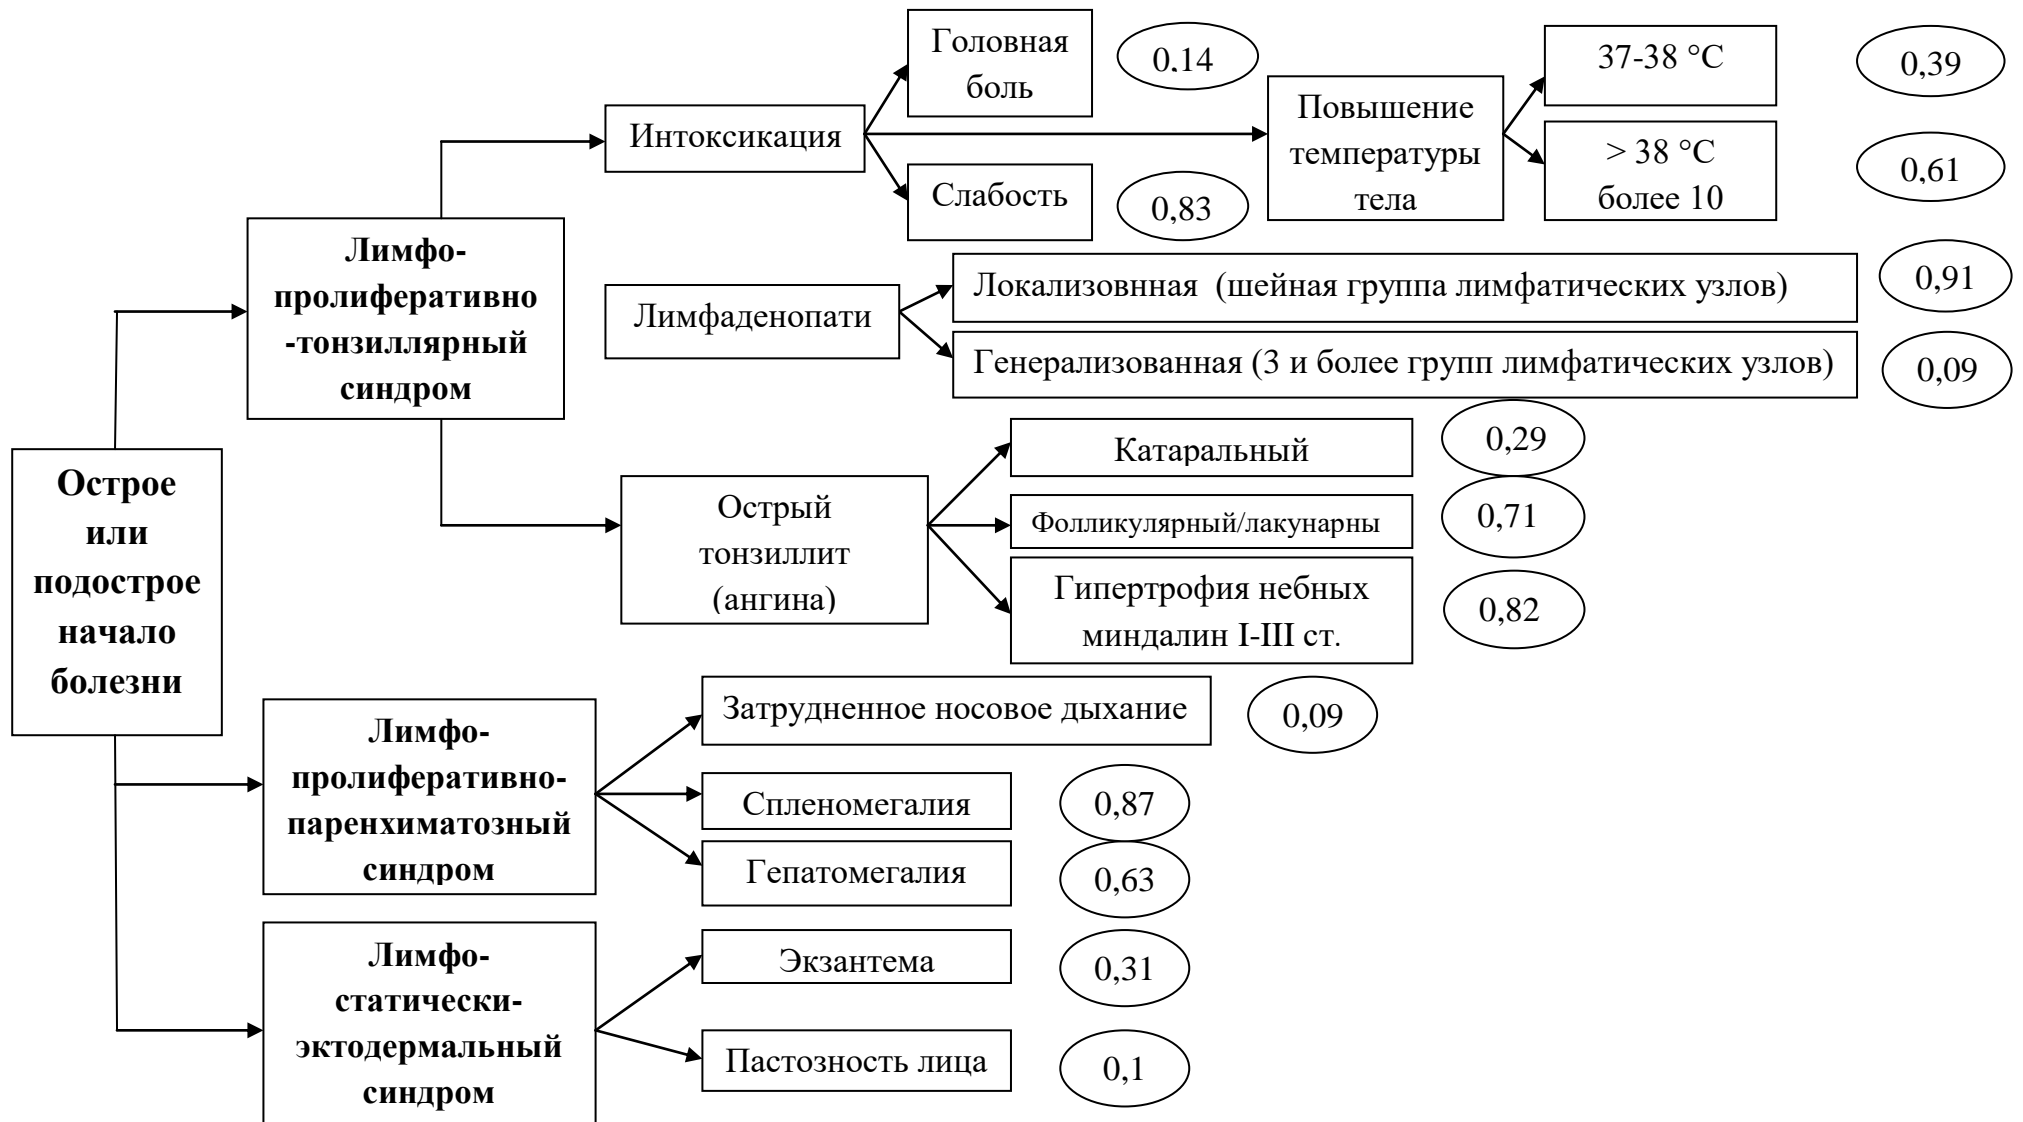 Головная
боль
0,14
37-38 °C
0,39
Интоксикация
Повышение
температуры
тела
> 38 °C
более 10
0,61
Слабость
0,83
Лимфо-
пролиферативно
-тонзиллярный
синдром
Лимфаденопати
Локализовнная (шейная группа лимфатических узлов)
0,91
Генерализованная (3 и более групп лимфатических узлов)
0,09
Острый
тонзиллит
(ангина)
Катаральный
0,29
Фолликулярный/лакунарны
0,71
Гипертрофия небных
миндалин I-III ст.
0,82
Острое
или
подострое
начало
болезни
Лимфо-
пролиферативно-
паренхиматозный
синдром
Затрудненное носовое дыхание
0,09
Спленомегалия
0,87
Гепатомегалия
0,63
Лимфо-
статически-
эктодермальный
синдром
Экзантема
0,31
Пастозность лица
0,1